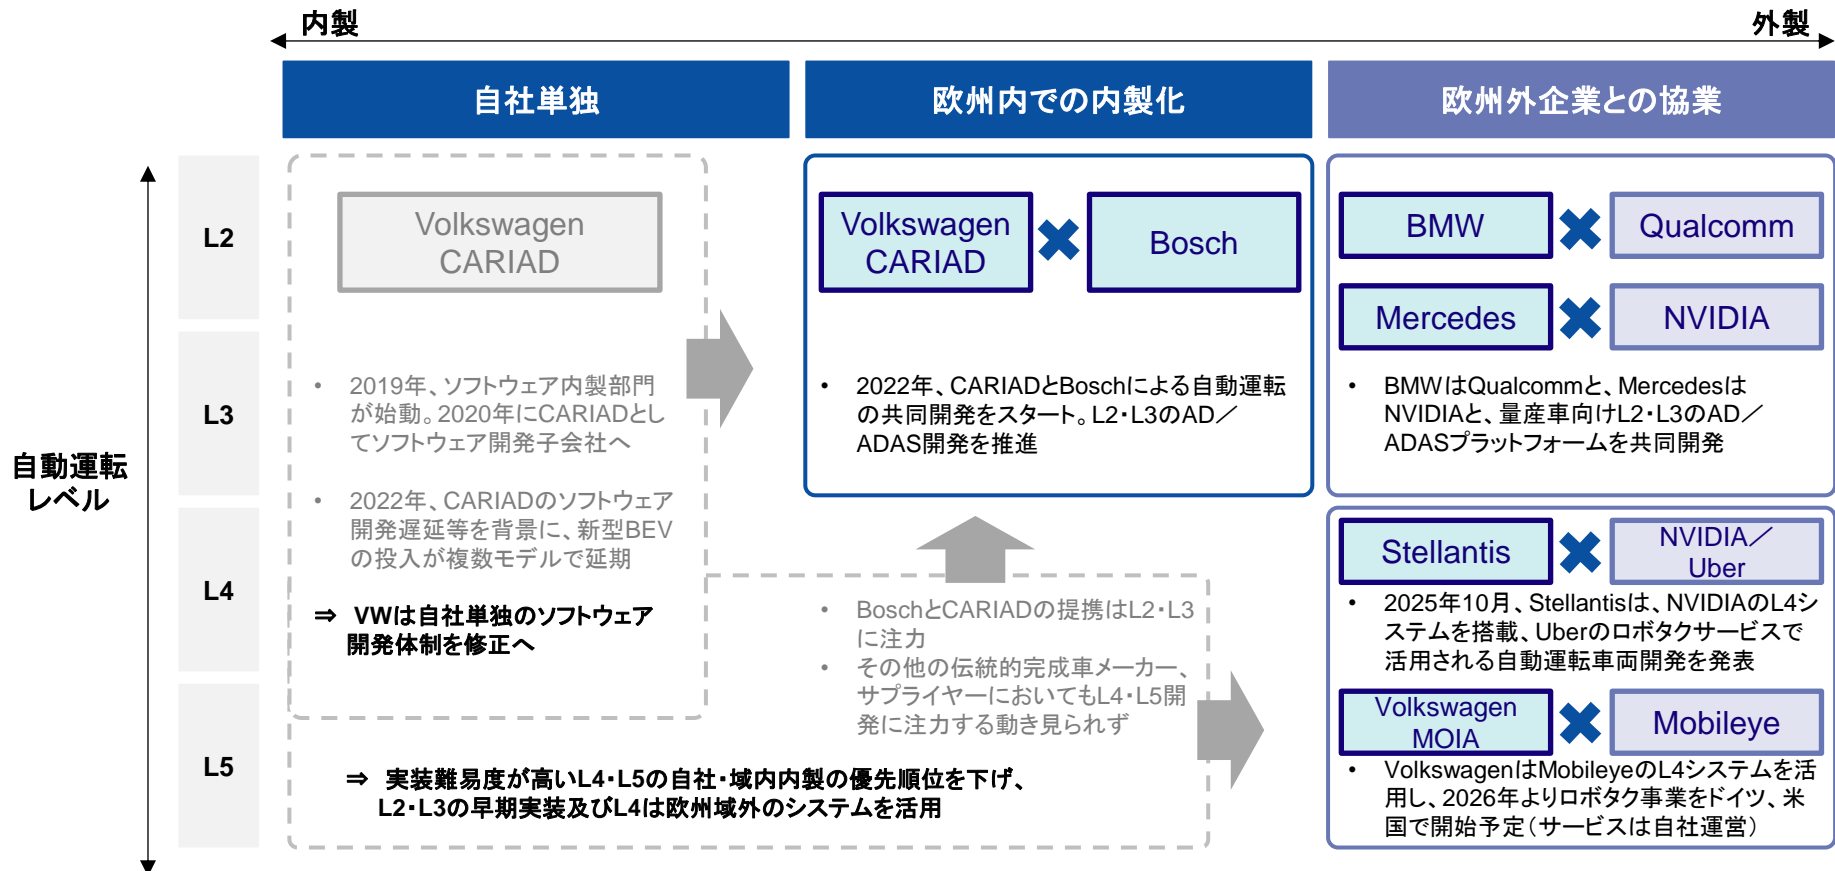 内製
外製
自社単独
欧州内での内製化
欧州外企業との協業
自動運転
レベル
L2
L3
L4
L5
Volkswagen
CARIAD
• 2019年、ソフトウェア内製部門
が始動。2020年にCARIADとし
てソフトウェア開発子会社へ
• 2022年、CARIADのソフトウェア
開発遅延等を背景に、新型BEV
の投入が複数モデルで延期
⇒ VWは自社単独のソフトウェア
開発体制を修正へ
Volkswagen
CARIAD
Bosch
• 2022年、CARIADとBoschによる自動運転
の共同開発をスタート。L2・L3のAD／
ADAS開発を推進
• BoschとCARIADの提携はL2・L3
に注力
• その他の伝統的完成車メーカー、
サプライヤーにおいてもL4・L5開
発に注力する動き見られず
⇒ 実装難易度が高いL4・L5の自社・域内内製の優先順位を下げ、
L2・L3の早期実装及びL4は欧州域外のシステムを活用
BMW
Qualcomm
Mercedes
NVIDIA
• BMWはQualcommと、Mercedesは
NVIDIAと、量産車向けL2・L3のAD／
ADASプラットフォームを共同開発
Stellantis
NVIDIA／
Uber
• 2025年10月、Stellantisは、NVIDIAのL4シ
ステムを搭載、Uberのロボタクサービスで
活用される自動運転車両開発を発表
Volkswagen
MOIA
Mobileye
• VolkswagenはMobileyeのL4システムを活
用し、2026年よりロボタク事業をドイツ、米
国で開始予定（サービスは自社運営）